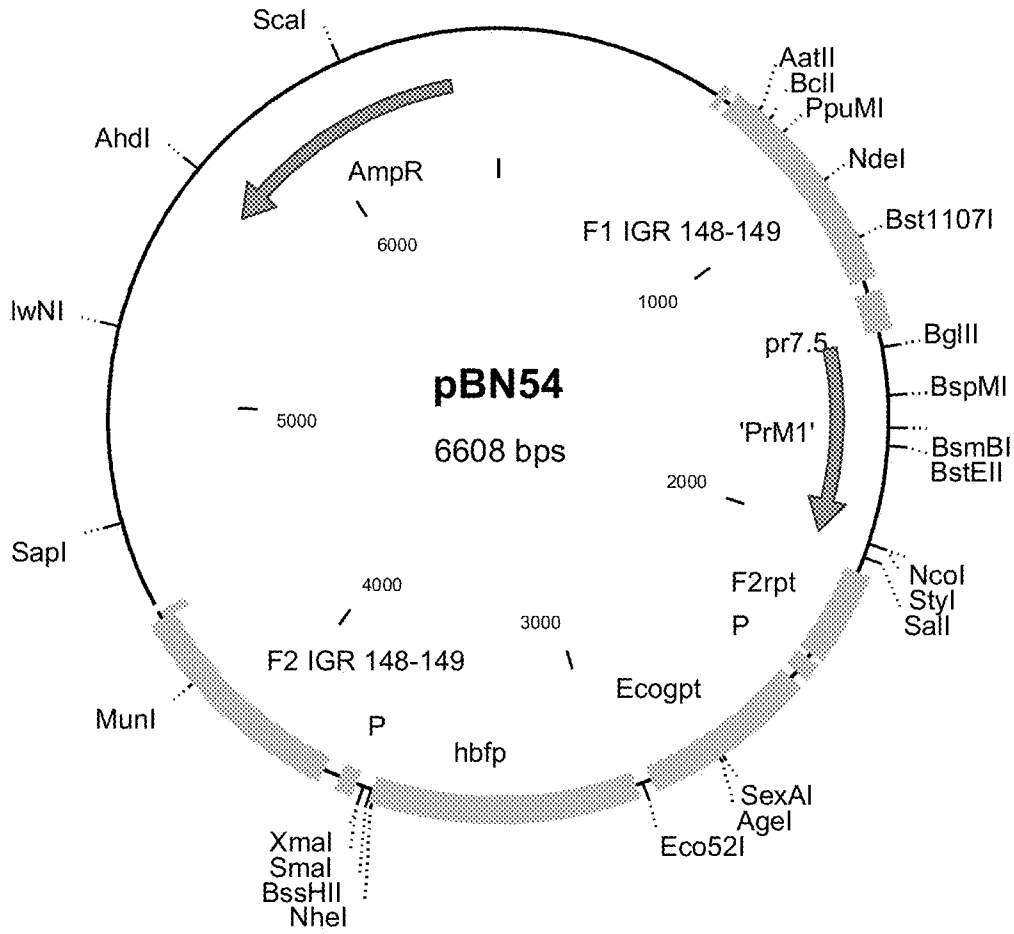 ScaI
AatII
BclI
PpuMI
AhdI
NdeI
AmpR
I
Bst1107I
F1 IGR 148-149
6000
1000
lwNI
BglII
pr7.5
pBN54
BspMI
5000
'PrM1'
6608 bps
BsmBI
BstEII
2000
SapI
NcoI
F2rpt
4000
StyI
SalI
3000
P
F2 IGR 148-149
Ecogpt
MunI
P
hbfp
SexAI
AgeI
XmaI
Eco52I
SmaI
BssHII
NheI